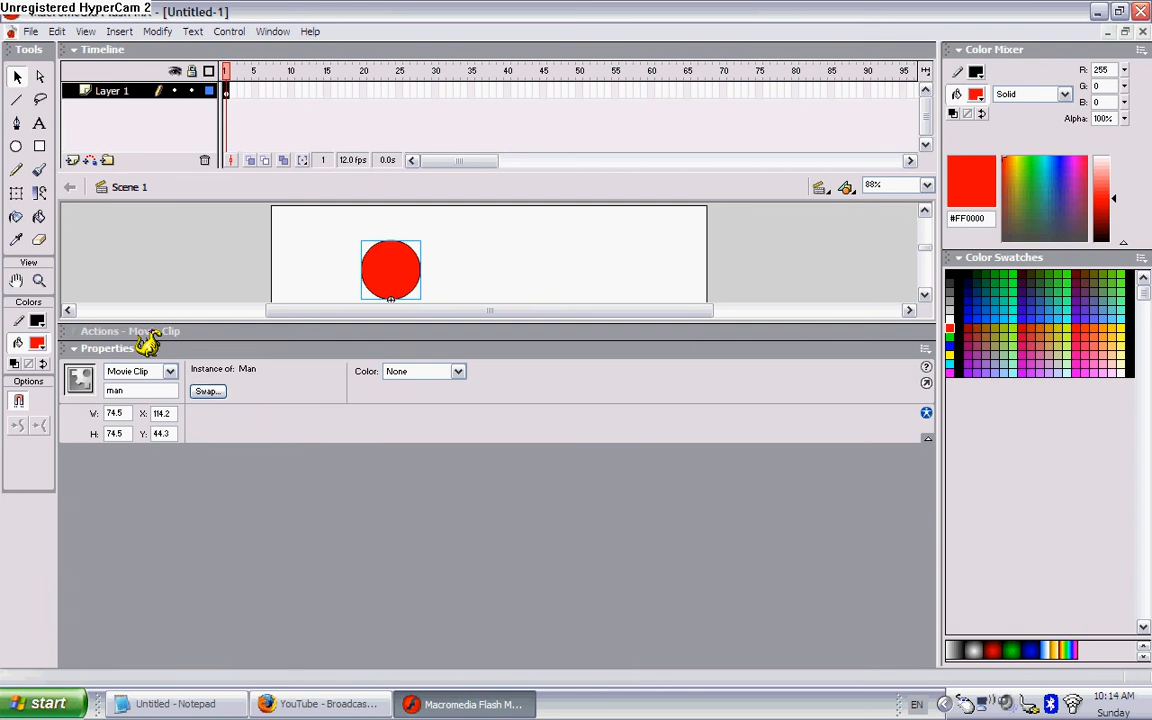 Unregistered HyperCam 2
[Untitled-1]
File Edit View Insert Modify Text Control Window Help
Tools
Timeline
Color Mixer
1 5 10 15 20 25 30 35 40 45 50 55 60 65 70 75 80 85 90 95
Layer 1
R: 255
G: 0
B: 0
Solid
Alpha: 100%
1 12.0 fps 0.0s
Scene 1
88%
#FF0000
View
Color Swatches
Colors
Actions - Movie Clip
Properties
Movie Clip
Instance of: Man
Color: None
man
Swap...
Options
W: 74.5 X: 114.2
H: 74.5 Y: 44.3
start
Untitled - Notepad
YouTube - Broadcas...
Macromedia Flash M...
EN
10:14 AM
Sunday